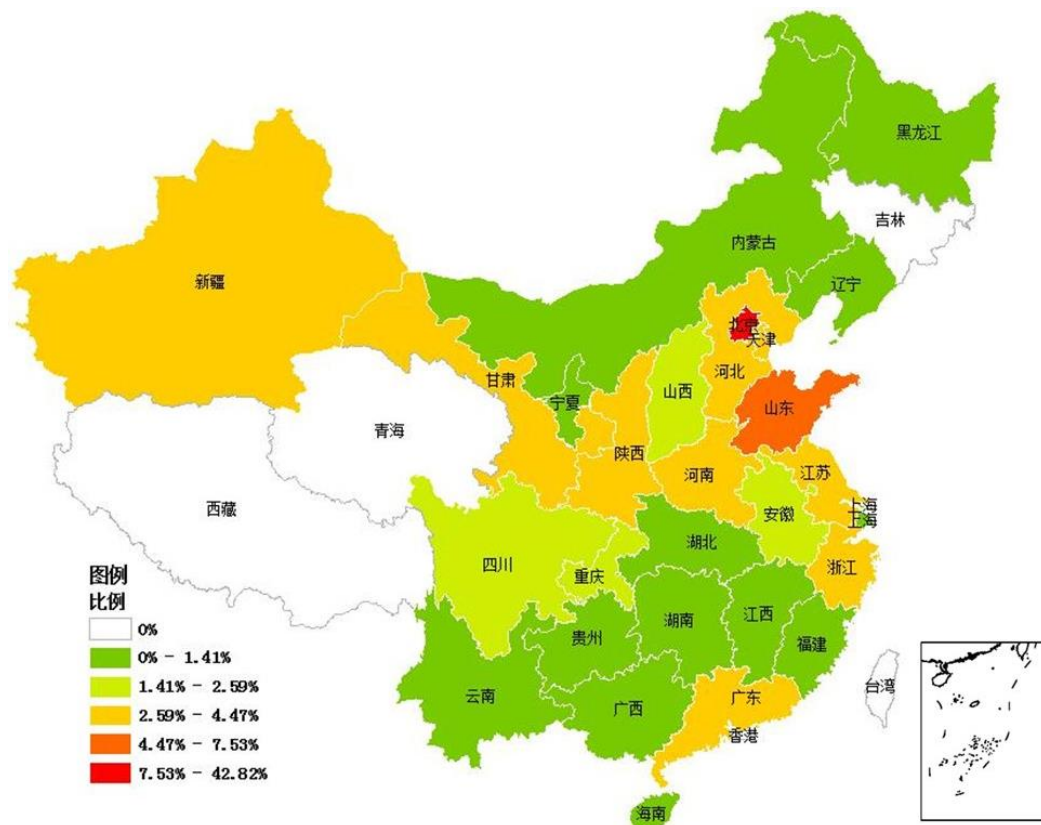 黑龙江
吉林
内蒙古
辽宁
新疆
北京
天津
河北
甘肃
山西
宁夏
山东
青海
陕西
河南
江苏
上海
上海
西藏
安徽
湖北
四川
浙江
重庆
湖南
江西
贵州
福建
云南
广西
广东
台湾
香港
海南
图例
比例
0%
0% - 1.41%
1.41% - 2.59%
2.59% - 4.47%
4.47% - 7.53%
7.53% - 42.82%